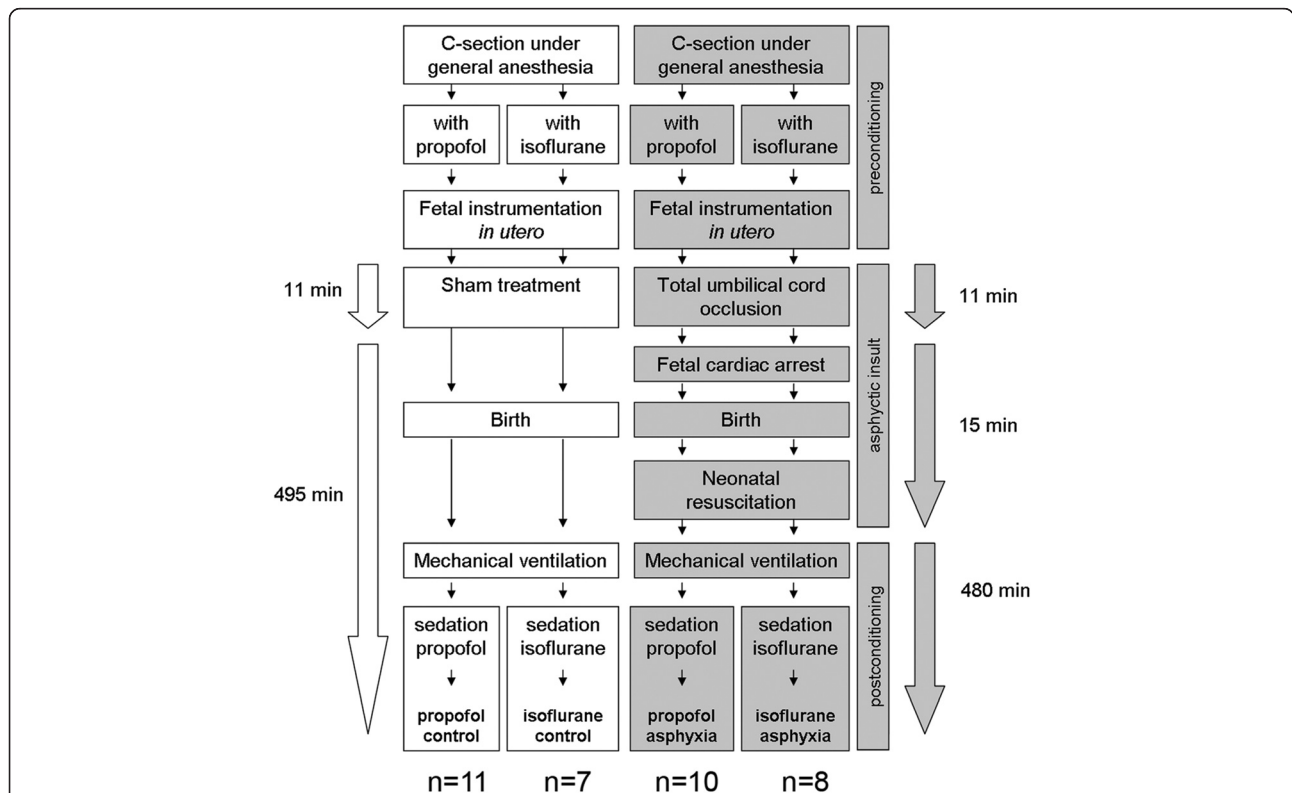 C-section under
general anesthesia
C-section under
general anesthesia
with
propofol
with
isoflurane
with
propofol
with
isoflurane
preconditioning
Fetal instrumentation
in utero
Fetal instrumentation
in utero
11 min
Sham treatment
Total umbilical cord
occlusion
11 min
Fetal cardiac arrest
asphyctic insult
Birth
Birth
15 min
495 min
Neonatal
resuscitation
Mechanical ventilation
Mechanical ventilation
480 min
sedation
propofol
sedation
isoflurane
sedation
propofol
sedation
isoflurane
postconditioning
propofol
control
isoflurane
control
propofol
asphyxia
isoflurane
asphyxia
n=11
n=7
n=10
n=8